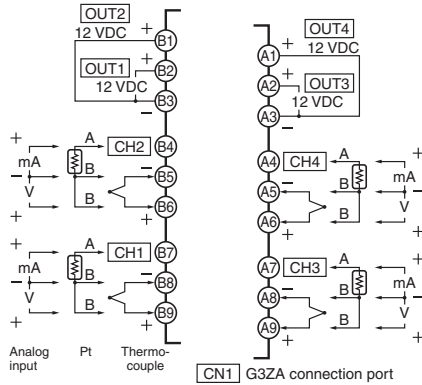 OUT2
12 VDC
+
B1
OUT1
+
B2
12 VDC
B3
−
B4
+
A
CH2
mA
B
−
B5
−
V
B
B6
+
+
B7
+
A
CH1
mA
B
−
B8
−
V
B
B9
+
+
Analog input
Pt
Thermo-couple
OUT4
+
12 VDC
A1
+
OUT3
A2
12 VDC
A3
−
A4
CH4
A
+
mA
A5
−
B
−
V
A6
B
+
+
A7
CH3
A
+
mA
A8
−
B
−
V
A9
B
+
+
CN1 G3ZA connection port